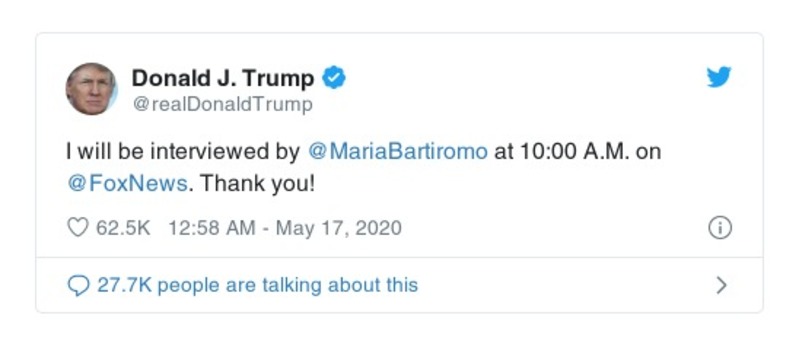 Donald J. Trump
@realDonaldTrump
I will be interviewed by @MariaBartiromo at 10:00 A.M. on
@FoxNews. Thank you!
62.5K 12:58 AM - May 17, 2020
27.7K people are talking about this